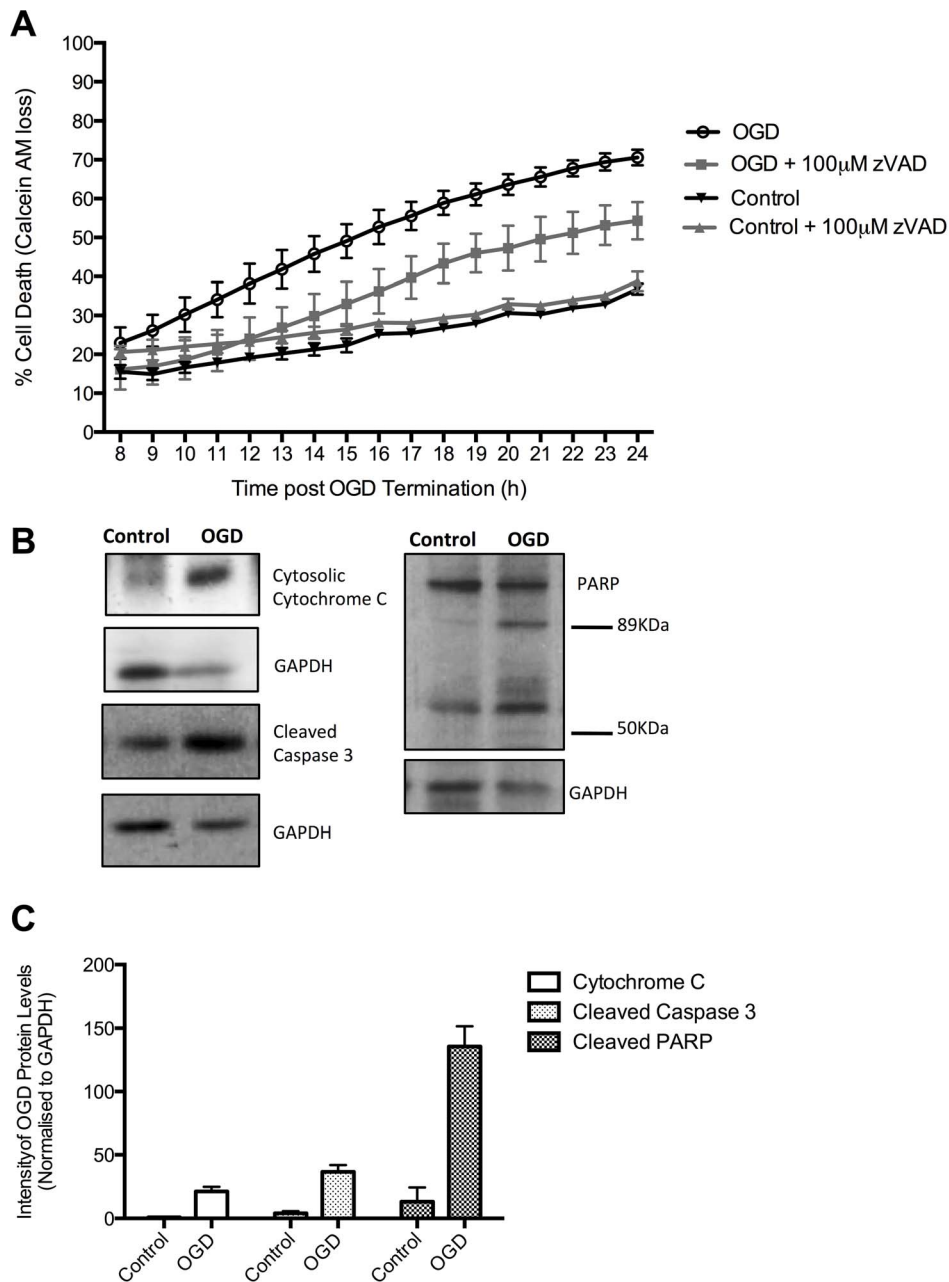 A
% Cell Death (Calcein AM loss)
100
90
80
70
60
50
40
30
20
10
0
8 9 10 11 12 13 14 15 16 17 18 19 20 21 22 23 24
Time post OGD Termination (h)
OGD
OGD + 100μM zVAD
Control
Control + 100μM zVAD
B
Control OGD
Cytosolic
Cytochrome C
GAPDH
Cleaved
Caspase 3
GAPDH
Control OGD
PARP
89KDa
50KDa
GAPDH
C
Intensity of OGD Protein Levels
(Normalised to GAPDH)
200
150
100
50
0
Control
OGD
Control
OGD
Control
OGD
Cytochrome C
Cleaved Caspase 3
Cleaved PARP